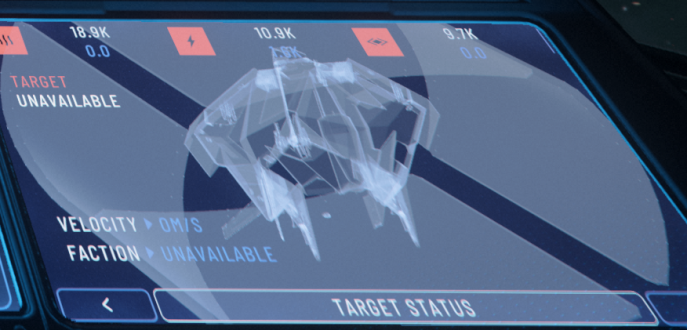 18.9K
0.0
10.9K
9.7K
0.0
TARGET
UNAVAILABLE
VELOCITY 0M/S
FACTION UNAVAILABLE
<
TARGET STATUS